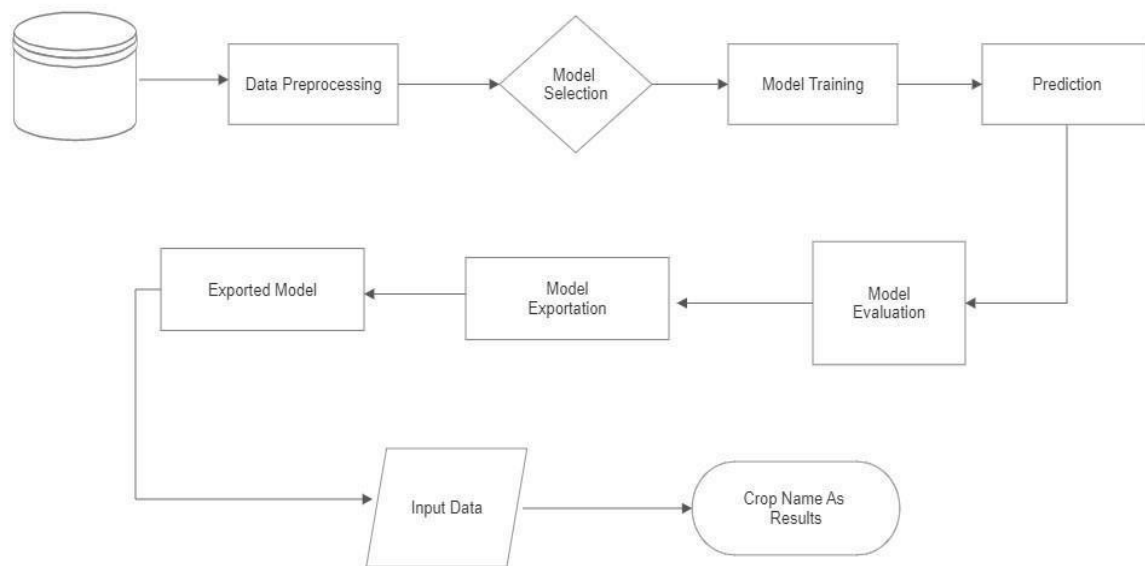 Data Preprocessing
Model
Selection
Model Training
Prediction
Exported Model
Model
Exportation
Model
Evaluation
Input Data
Crop Name As
Results